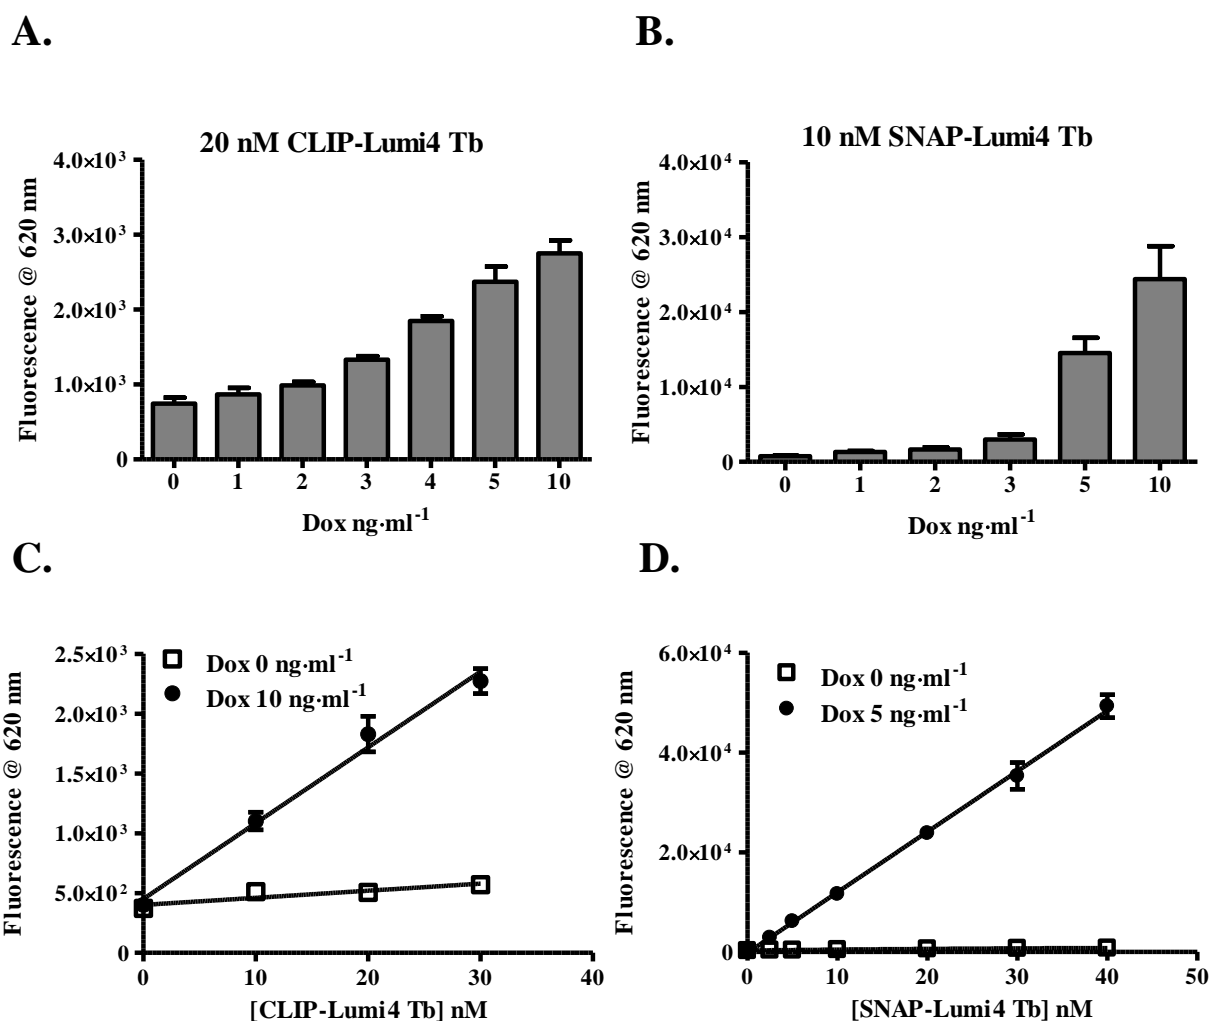 A.
20 nM CLIP-Lumi4 Tb
Fluorescence @ 620 nm
4.0×10³
3.0×10³
2.0×10³
1.0×10³
0
0 1 2 3 4 5 10
Dox ng·ml⁻¹
B.
10 nM SNAP-Lumi4 Tb
Fluorescence @ 620 nm
4.0×10⁴
3.0×10⁴
2.0×10⁴
1.0×10⁴
0
0 1 2 3 5 10
Dox ng·ml⁻¹
C.
Fluorescence @ 620 nm
2.5×10³
2.0×10³
1.5×10³
1.0×10³
5.0×10²
0
Dox 0 ng·ml⁻¹
Dox 10 ng·ml⁻¹
0 10 20 30 40
[CLIP-Lumi4 Tb] nM
D.
Fluorescence @ 620 nm
6.0×10⁴
4.0×10⁴
2.0×10⁴
0
Dox 0 ng·ml⁻¹
Dox 5 ng·ml⁻¹
0 10 20 30 40 50
[SNAP-Lumi4 Tb] nM